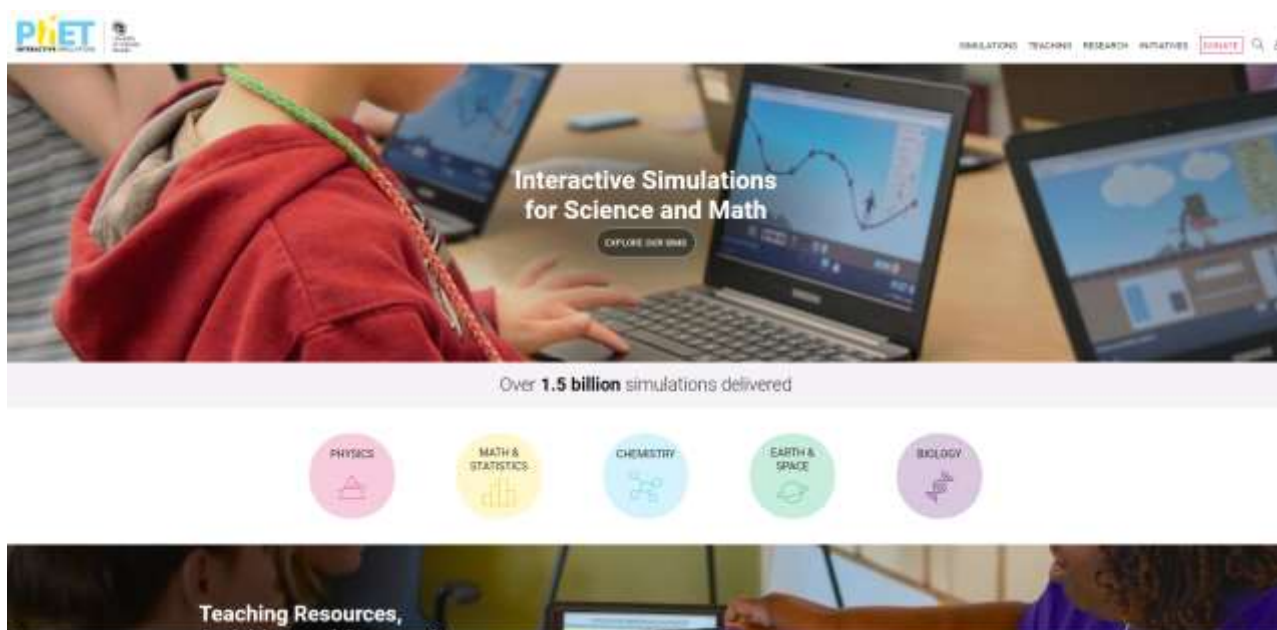 PhET
INTERACTIVE SIMULATIONS
SIMULATIONS TEACHING RESEARCH INITIATIVES DONATE
Interactive Simulations
for Science and Math
EXPLORE OUR SIMS
Over 1.5 billion simulations delivered
PHYSICS
MATH &
STATISTICS
CHEMISTRY
EARTH &
SPACE
BIOLOGY
Teaching Resources,